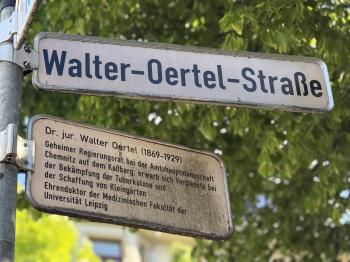 Walter-Oertel-Straße
Dr. jur. Walter Oertel (1869-1929)
Geheimer Regierungsrat bei der Amtshauptmannschaft
Chemnitz auf dem Kaßberg, erwarb sich Verdienste bei
der Bekämpfung der Tuberkulose und
der Schaffung von Kleingärten
Ehrendoktor der Medizinischen Fakultät der
Universität Leipzig